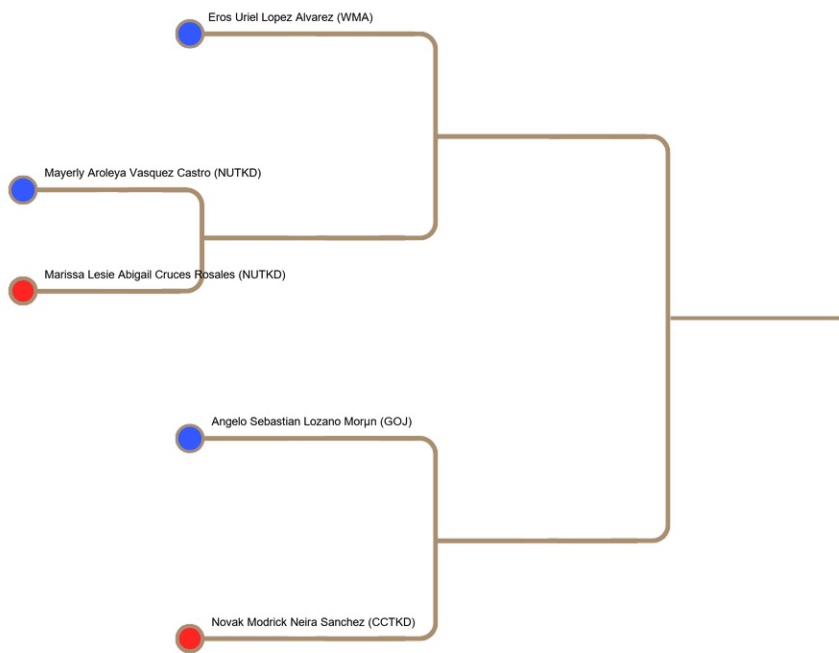 Eros Uriel Lopez Alvarez (WMA)
Mayerly Aroleya Vasquez Castro (NUTKD)
Marissa Lesie Abigail Cruces Rosales (NUTKD)
Angelo Sebastian Lozano Morµn (GOJ)
Novak Modrick Neira Sanchez (CCTKD)